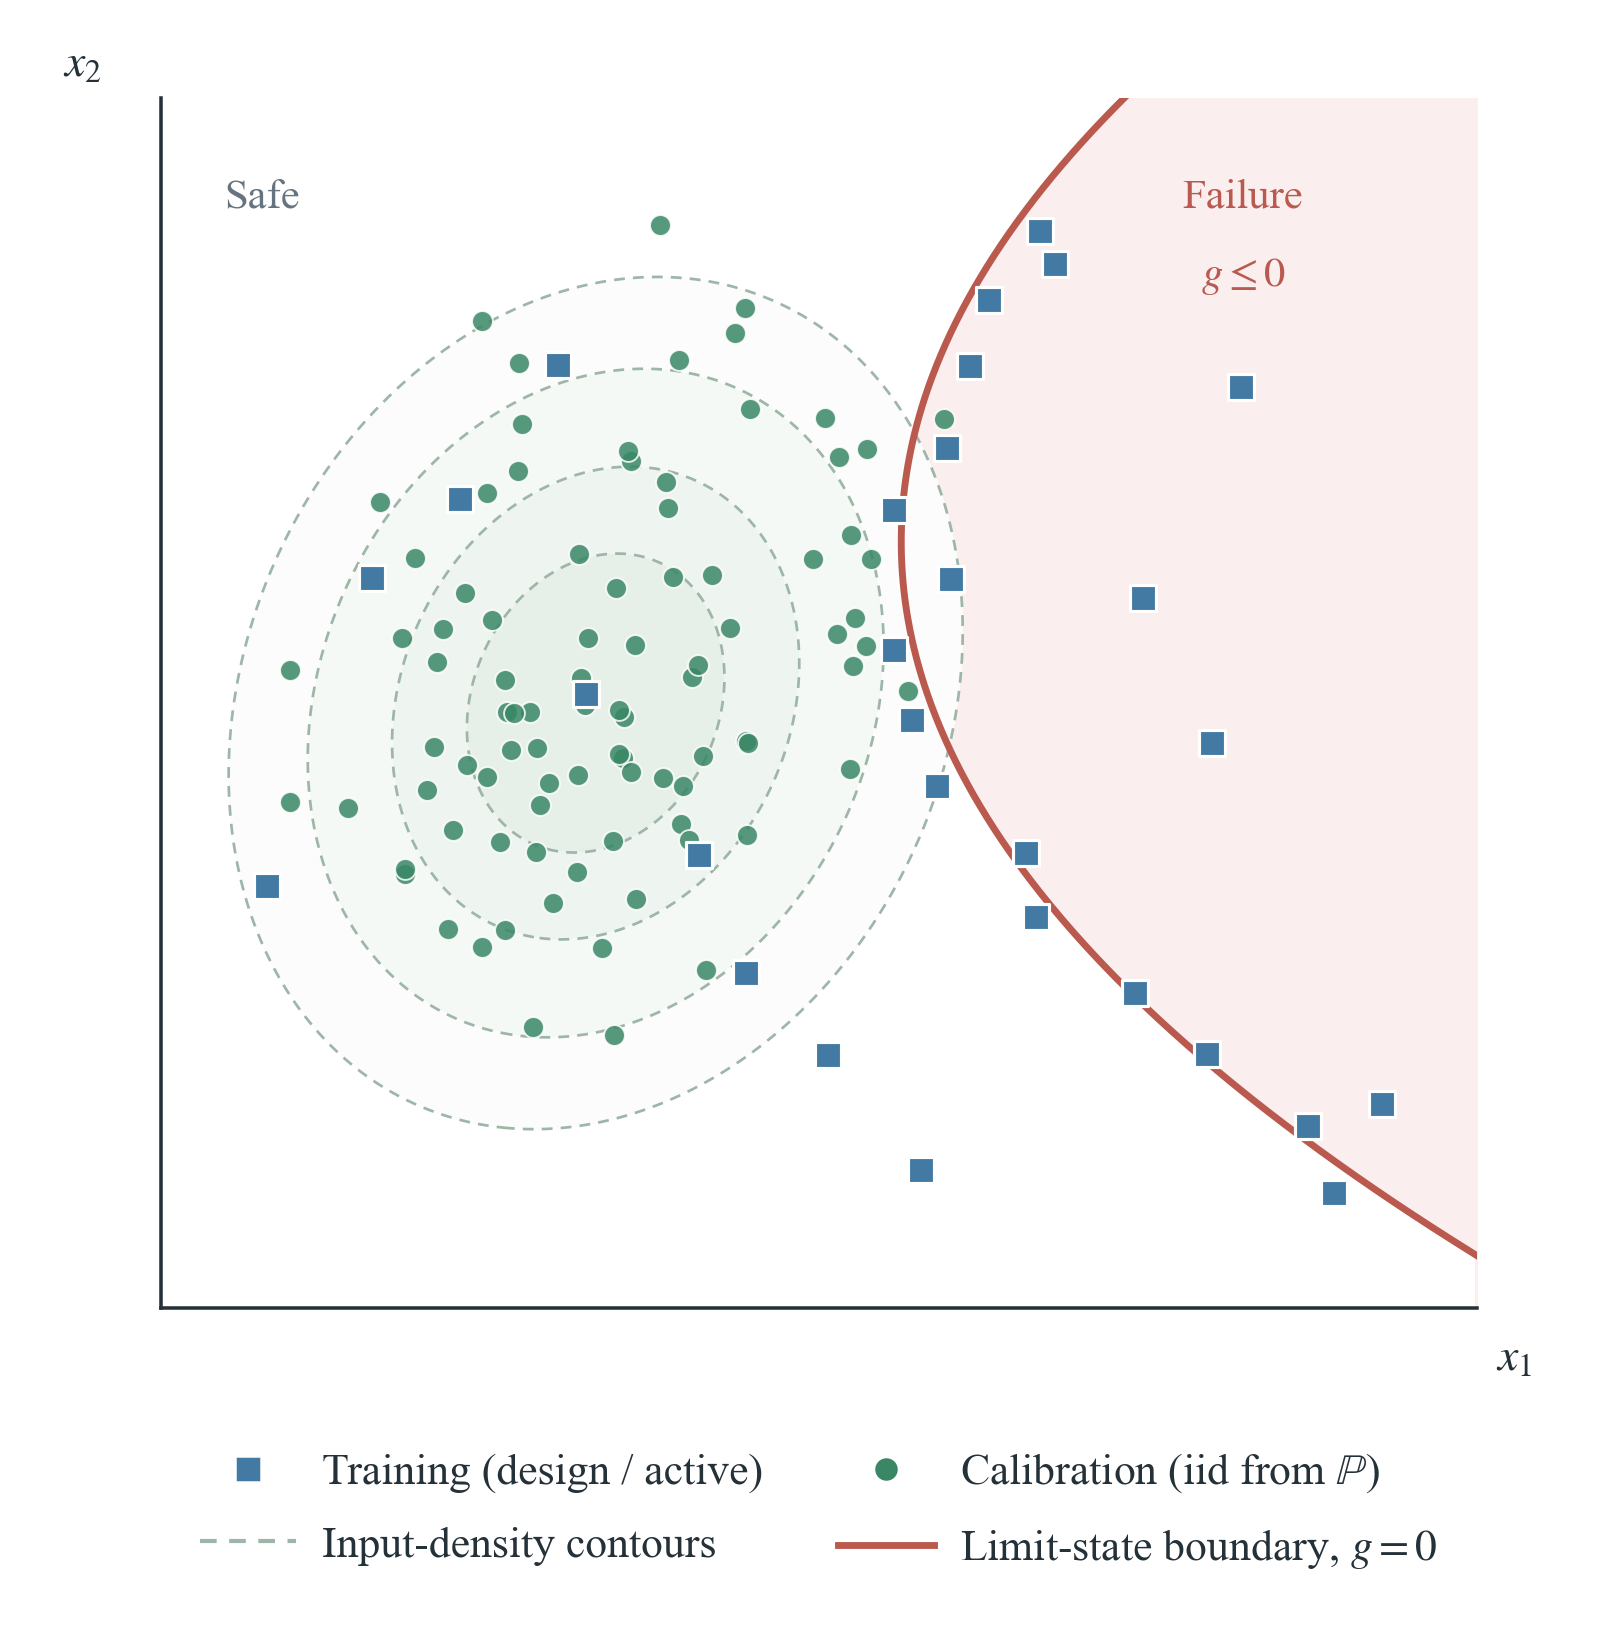 x₂
Safe
Failure
g ≤ 0
x₁
Training (design / active)
Calibration (iid from ℙ)
Input-density contours
Limit-state boundary, g = 0